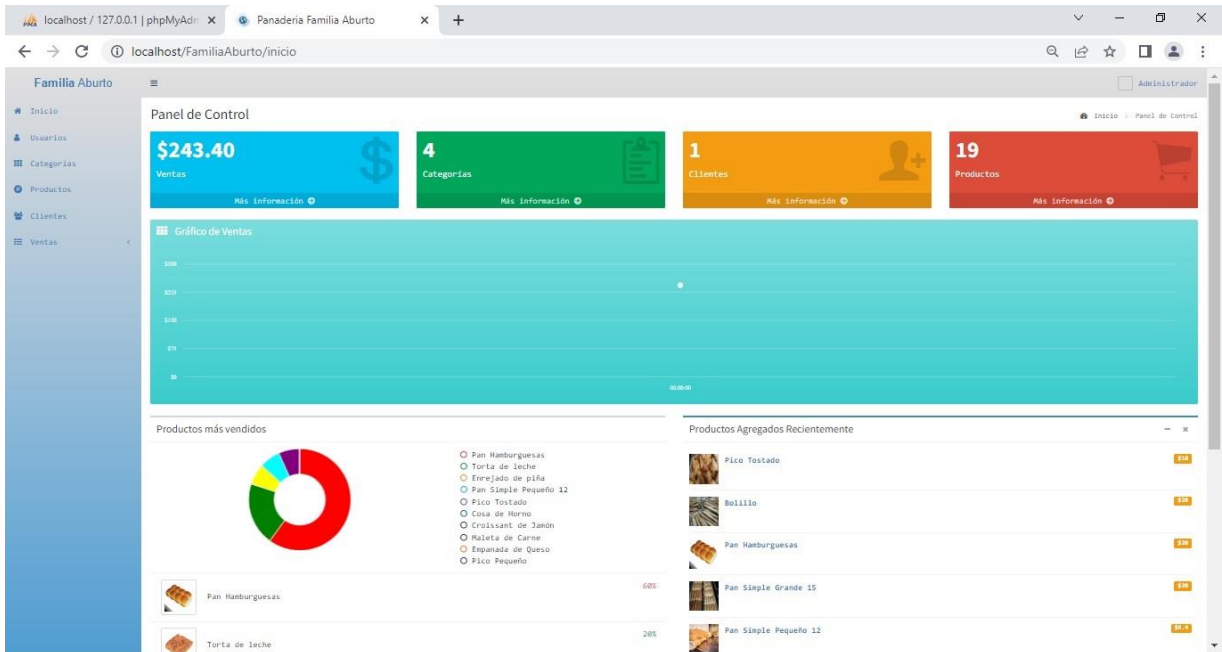 localhost / 127.0.0.1 | phpMyAdm
Panaderia Familia Aburto
localhost/FamiliaAburto/inicio
Familia Aburto
Administrador
Inicio
Usuarios
Categorías
Productos
Clientes
Ventas
Panel de Control
Inicio > Panel de Control
$243.40
Ventas
Más información
4
Categorías
Más información
1
Clientes
Más información
19
Productos
Más información
Gráfico de Ventas
$0
00:00:00
Productos más vendidos
Pan Hamburguesas
Torta de leche
Enrejado de piña
Pan Simple Pequeño 12
Pico Tostado
Cosa de Horno
Croissant de Jamón
Maleta de Carne
Empanada de Queso
Pico Pequeño
Pan Hamburguesas
60%
Torta de leche
20%
Productos Agregados Recientemente
Pico Tostado
Bolillo
Pan Hamburguesas
Pan Simple Grande 15
Pan Simple Pequeño 12